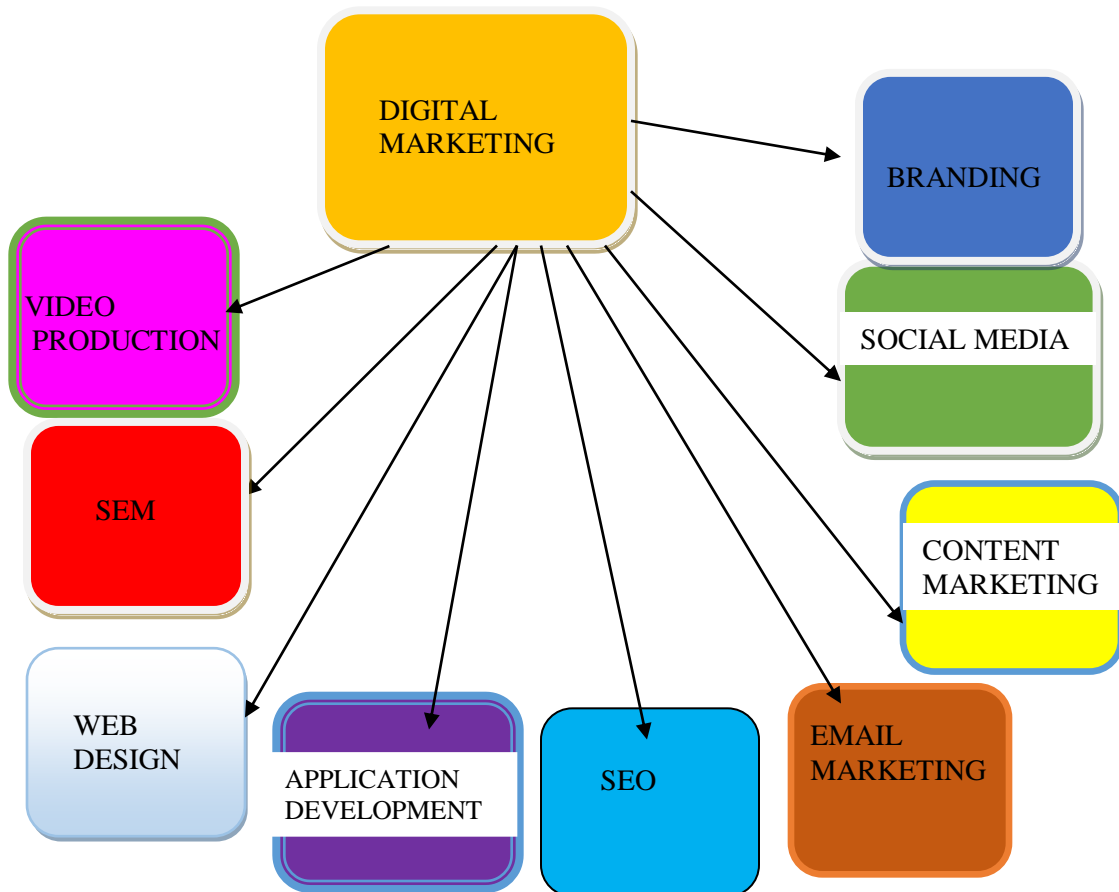 DIGITAL
MARKETING
BRANDING
VIDEO
PRODUCTION
SOCIAL MEDIA
SEM
CONTENT
MARKETING
WEB
DESIGN
APPLICATION
DEVELOPMENT
SEO
EMAIL
MARKETING